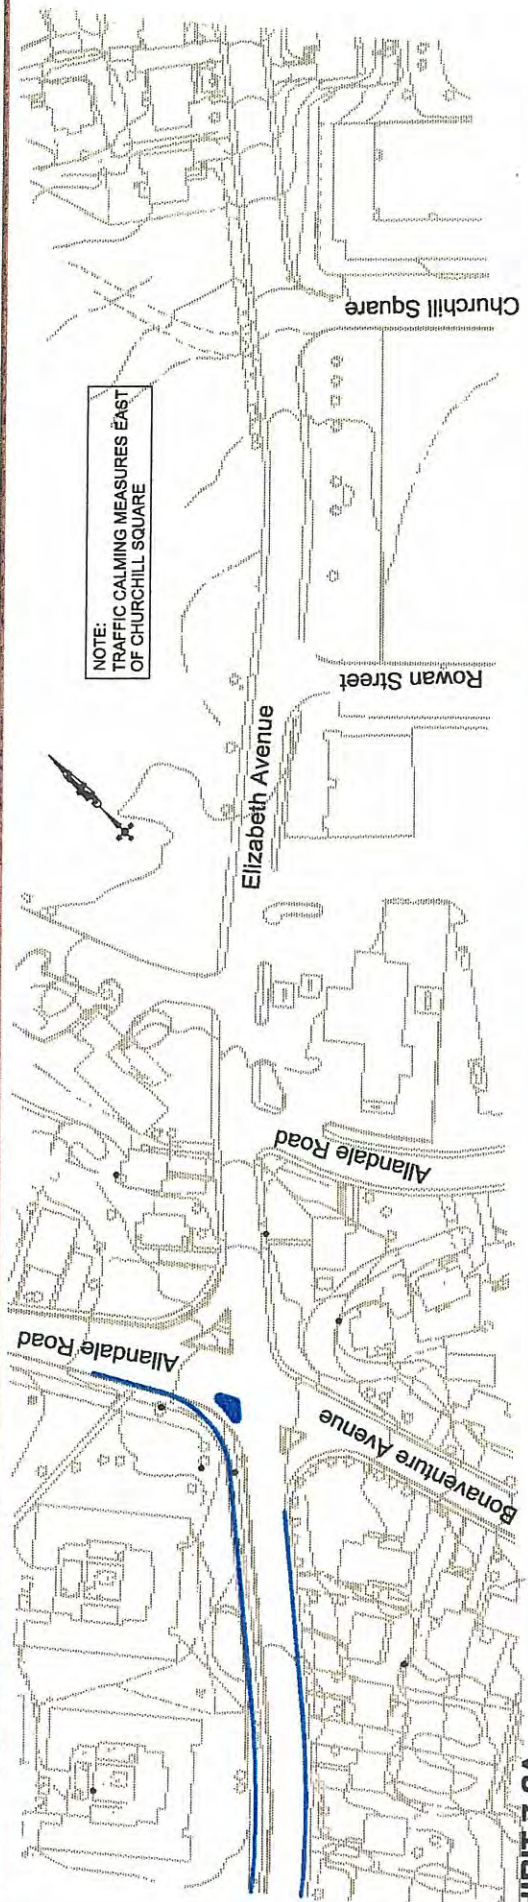 NOTE:
TRAFFIC CALMING MEASURES EAST
OF CHURCHILL SQUARE
Churchill Square
Rowan Street
Elizabeth Avenue
Allandale Road
Allandale Road
Bonaventure Avenue